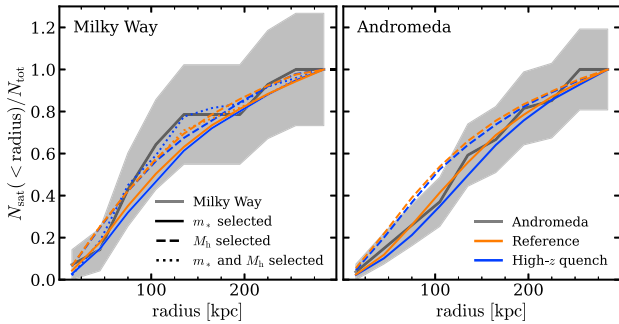 Milky Way
Andromeda
N_sat(<radius)/N_tot
1.2
1.0
0.8
0.6
0.4
0.2
0.0
Milky Way
m_* selected
M_h selected
m_* and M_h selected
Andromeda
Reference
High-z quench
100
200
100
200
radius [kpc]
radius [kpc]